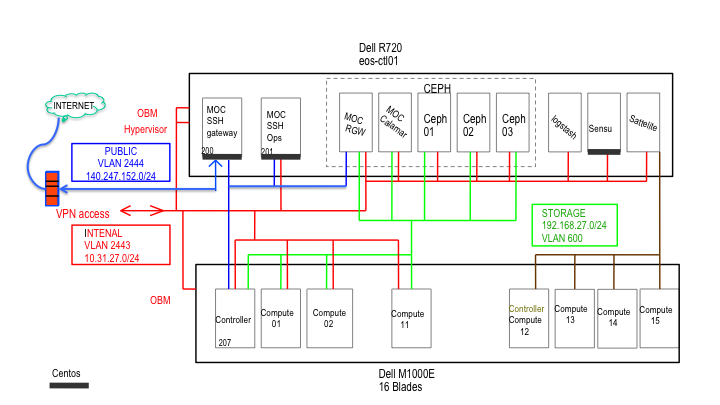 Dell R720
eos-ctl01
CEPH
INTERNET
OBM
Hypervisor
MOC
SSH
gateway
200
MOC
SSH
Ops
201
MOC
RGW
MOC
Calamar
Ceph
01
Ceph
02
Ceph
03
logstash
Sensu
Sattelite
PUBLIC
VLAN 2444
140.247.152.0/24
VPN access
INTENAL
VLAN 2443
10.31.27.0/24
STORAGE
192.168.27.0/24
VLAN 600
OBM
Controller
207
Compute
01
Compute
02
Compute
11
Controller
Compute
12
Compute
13
Compute
14
Compute
15
Dell M1000E
16 Blades
Centos